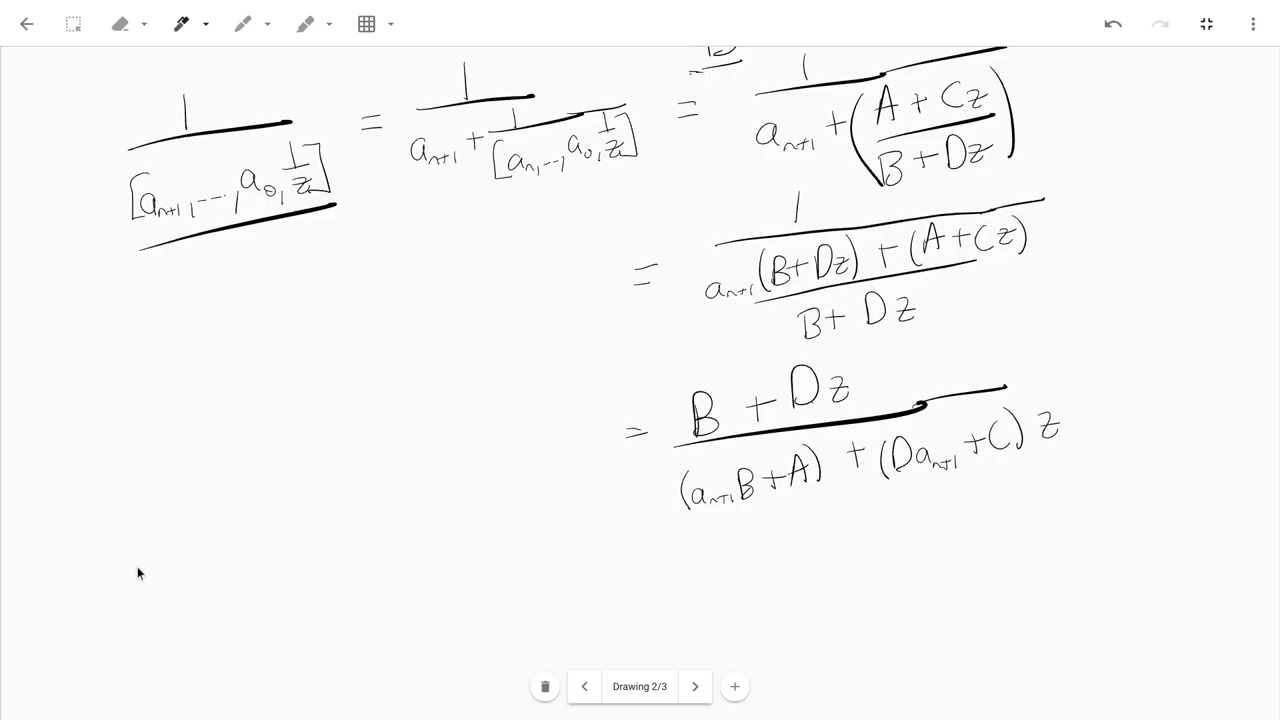 1/[a_{n+1}, ---, a_0, 1/z] = 1/(a_{n+1} + 1/[a_n, --, a_0, 1/z]) = 1/(a_{n+1} + ((A + Cz)/(B + Dz)))
= 1/((a_{n+1}(B+Dz) + (A+Cz))/(B + Dz))
= (B + Dz)/((a_{n+1}B + A) + (Da_{n+1} + C) z)
Drawing 2/3